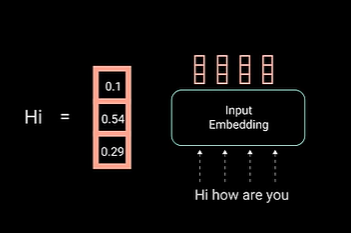 Hi =
0.1
0.54
0.29
Input
Embedding
Hi how are you